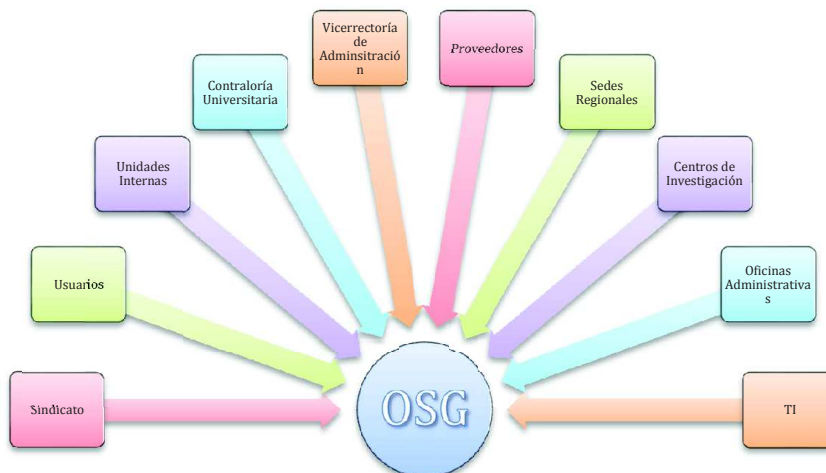 Vicerrectoría
de
Adminsitració
n
Proveedores
Contraloría
Universitaria
Sedes
Regionales
Unidades
Internas
Centros de
Investigación
Usuarios
Oficinas
Administrativa
s
Sindicato
OSG
TI